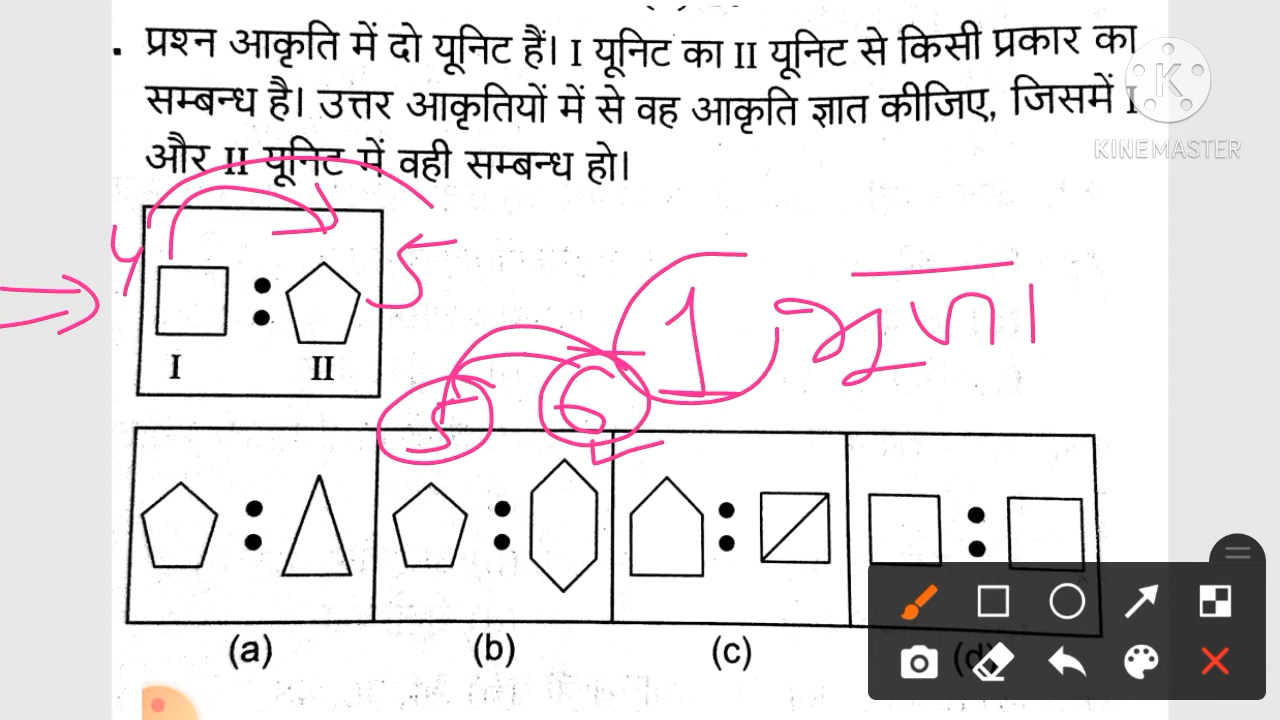 . प्रश्न आकृति में दो यूनिट हैं। I यूनिट का II यूनिट से किसी प्रकार का
सम्बन्ध है। उत्तर आकृतियों में से वह आकृति ज्ञात कीजिए, जिसमें I
और II यूनिट में वही सम्बन्ध हो।
K
KINEMASTER
4 5
I II
1 भुजा
5 6
(a) (b) (c) (d)